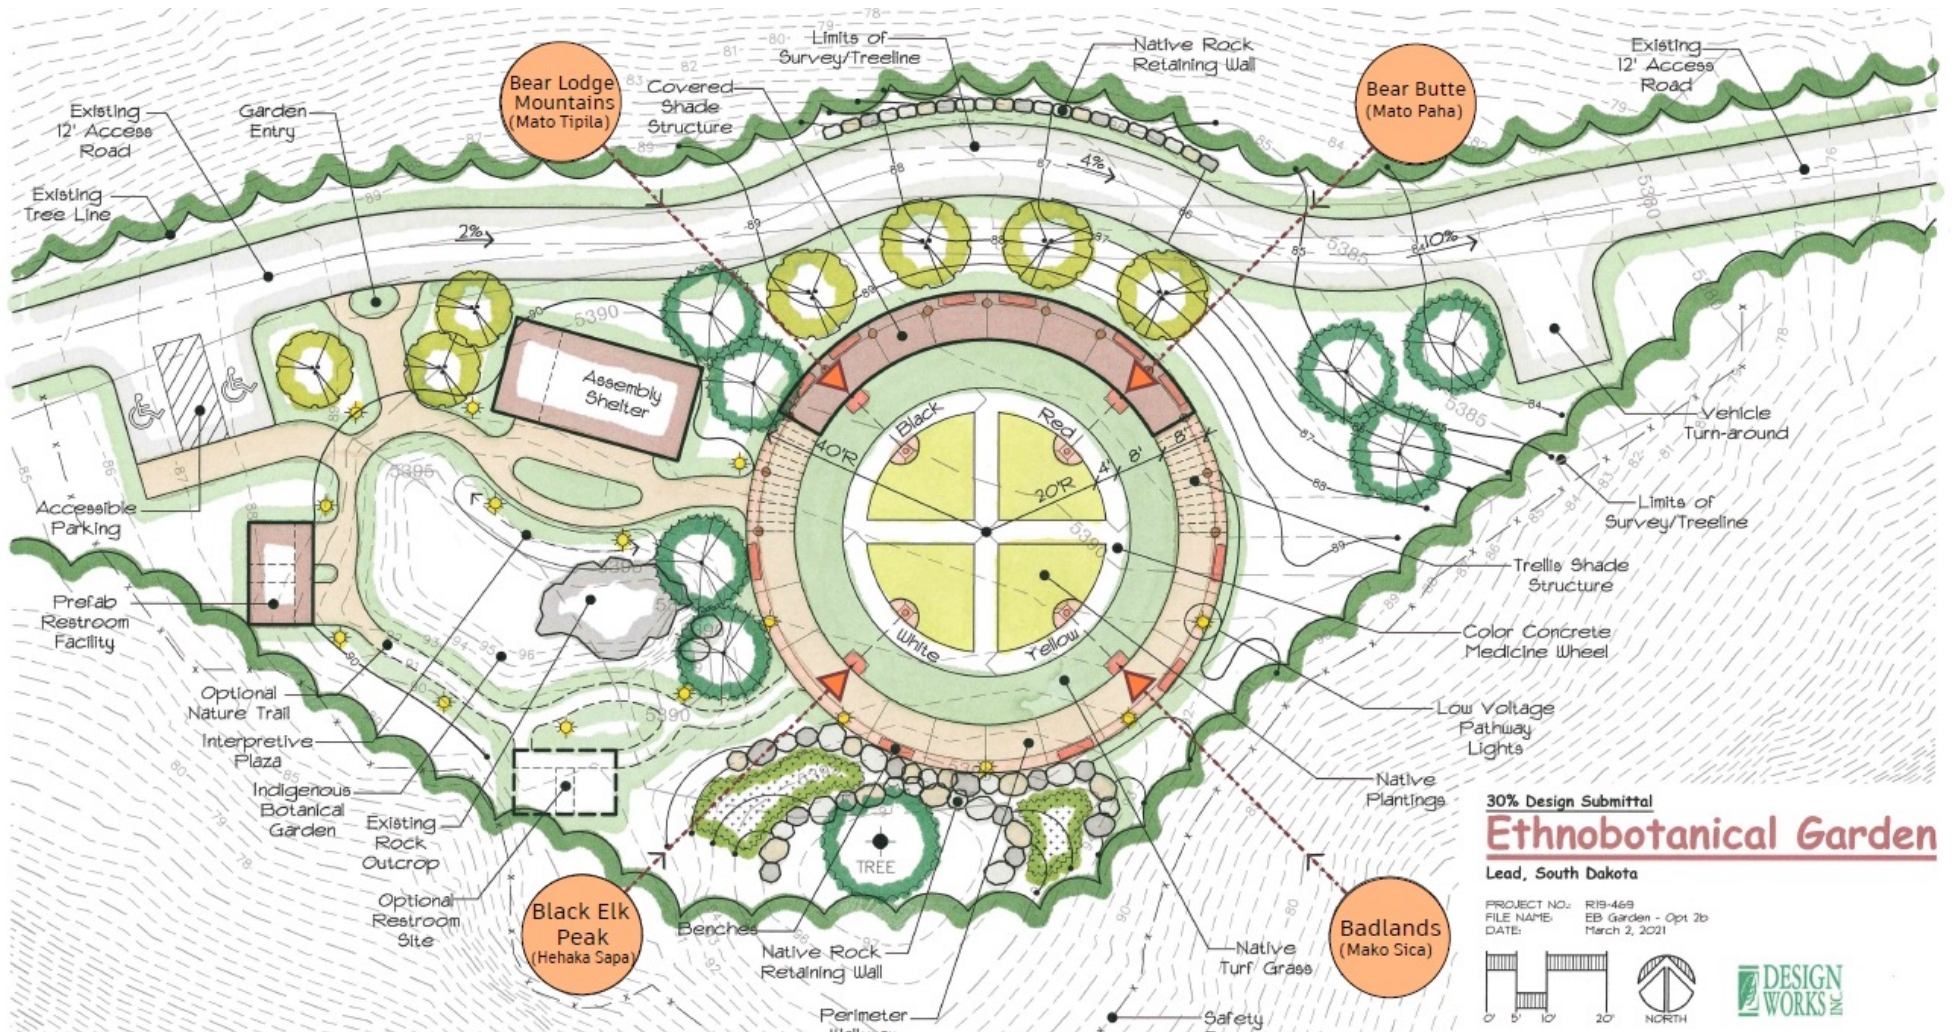 Limits of
Survey/Treeline
Native Rock
Retaining Wall
Existing
12' Access
Road
Bear Lodge
Mountains
(Mato Tipila)
Bear Butte
(Mato Paha)
Covered
Shade
Structure
Existing
12' Access
Road
Garden
Entry
Existing
Tree Line
2%
4%
10%
5390
5385
5380
Assembly
Shelter
Black
Red
White
Yellow
40'R
20'R
4'
8'
8'
5395
5390
5385
Vehicle
Turn-around
Accessible
Parking
Limits of
Survey/Treeline
Trellis Shade
Structure
Prefab
Restroom
Facility
Color Concrete
Medicine Wheel
Optional
Nature Trail
Low Voltage
Pathway
Lights
Interpretive
Plaza
5390
Indigenous
Botanical
Garden
Native
Plantings
Existing
Rock
Outcrop
TREE
Optional
Restroom
Site
Black Elk
Peak
(Hehaka Sapa)
Benches
Native Rock
Retaining Wall
Native
Turf Grass
Badlands
(Mako Sica)
Perimeter
Safety
30% Design Submittal
Ethnobotanical Garden
Lead, South Dakota
PROJECT NO.: R19-469
FILE NAME: EB Garden - Opt 2b
DATE: March 2, 2021
0' 5' 10' 20'
NORTH
DESIGN
WORKS INC